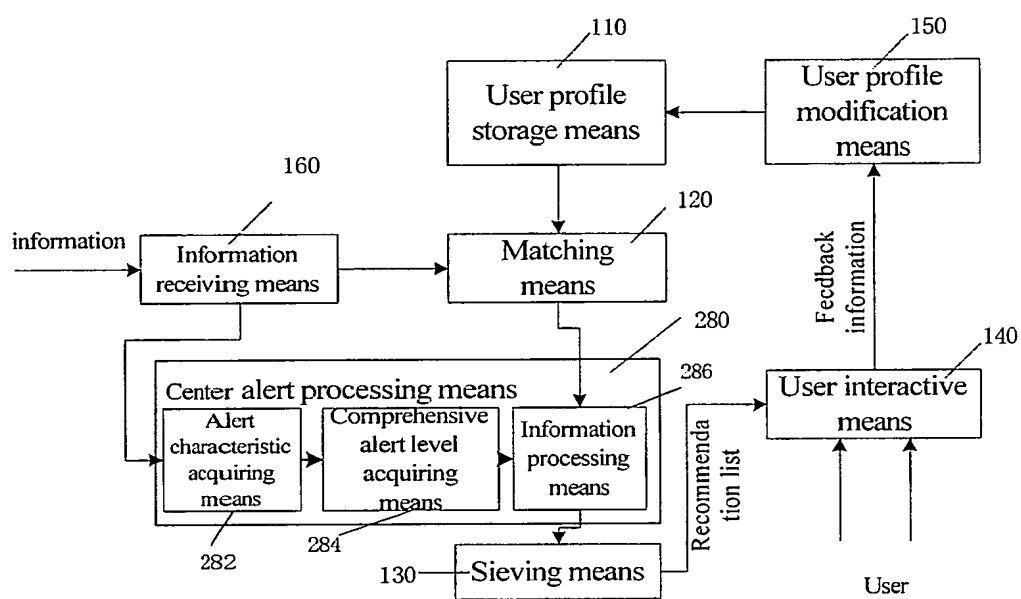 110
150
User profile
storage means
User profile
modification
means
160
120
information
Information
receiving means
Matching
means
Fecdback
information
280
286
140
Center alert processing means
User interactive
means
Alert
characteristic
acquiring
means
Comprehensive
alert level
acquiring
means
Information
processing
means
Recommenda
tion list
282
284
130
Sieving means
User